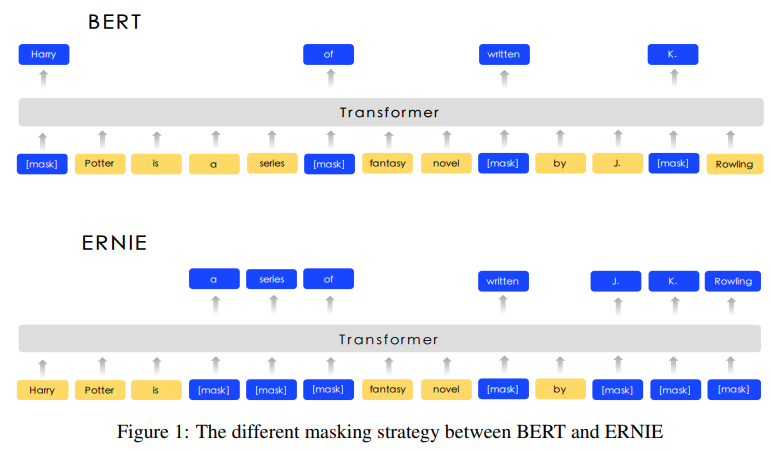 BERT
Harry of written K.
Transformer
[mask] Potter is a series [mask] fantasy novel [mask] by J. [mask] Rowling
ERNIE
a series of written J. K. Rowling
Transformer
Harry Potter is [mask] [mask] [mask] fantasy novel [mask] by [mask] [mask] [mask]
Figure 1: The different masking strategy between BERT and ERNIE